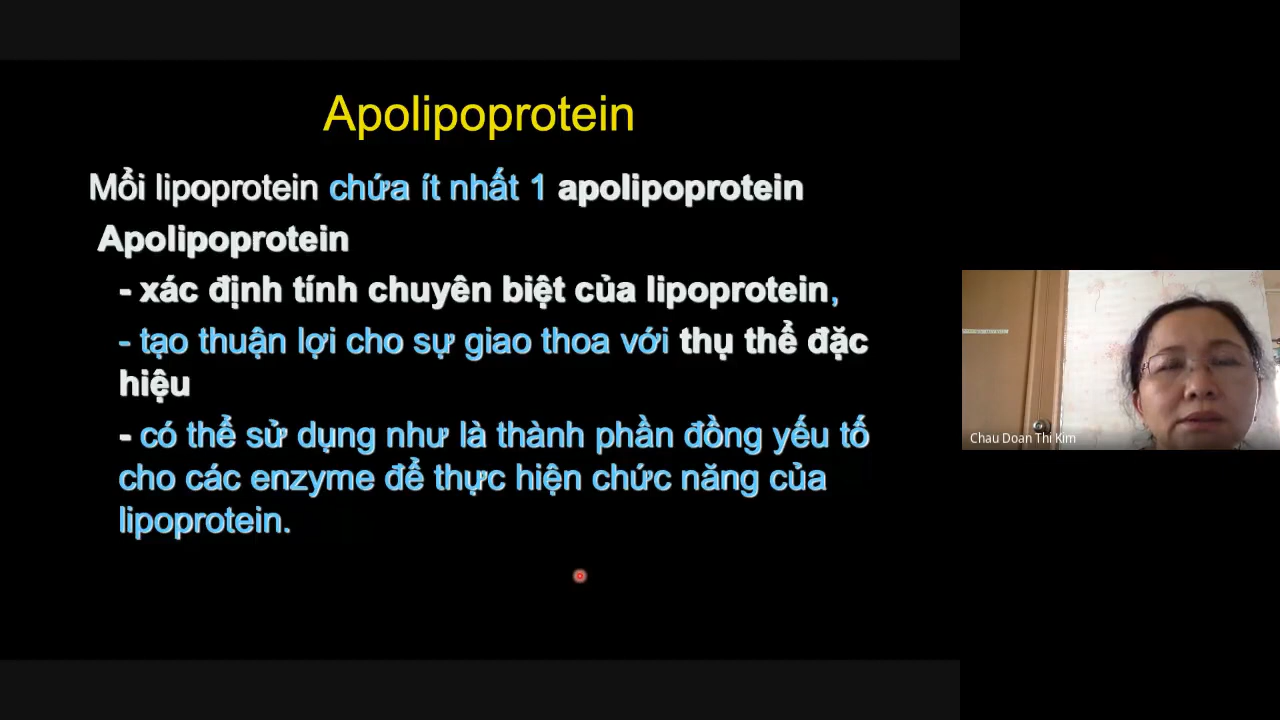 Apolipoprotein
Mổi lipoprotein chứa ít nhất 1 apolipoprotein
Apolipoprotein
- xác định tính chuyên biệt của lipoprotein,
- tạo thuận lợi cho sự giao thoa với thụ thể đặc
hiệu
- có thể sử dụng như là thành phần đồng yếu tố
cho các enzyme để thực hiện chức năng của
lipoprotein.
Chau Doan Thi Kim